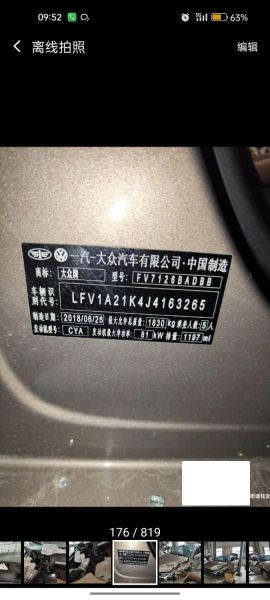 09:52
63%
离线拍照
编辑
一汽-大众汽车有限公司·中国制造
商标: 大众牌 型号: FV7126BADBB
车辆识别代号: LFV1A21K4J4163265
制造日期 2018/06/26 最大允许总质量: 1830 kg 乘坐人数: 5 人
发动机型号 CYA 发动机最大净功率: 81 kW 排量: 1197 ml
176 / 819